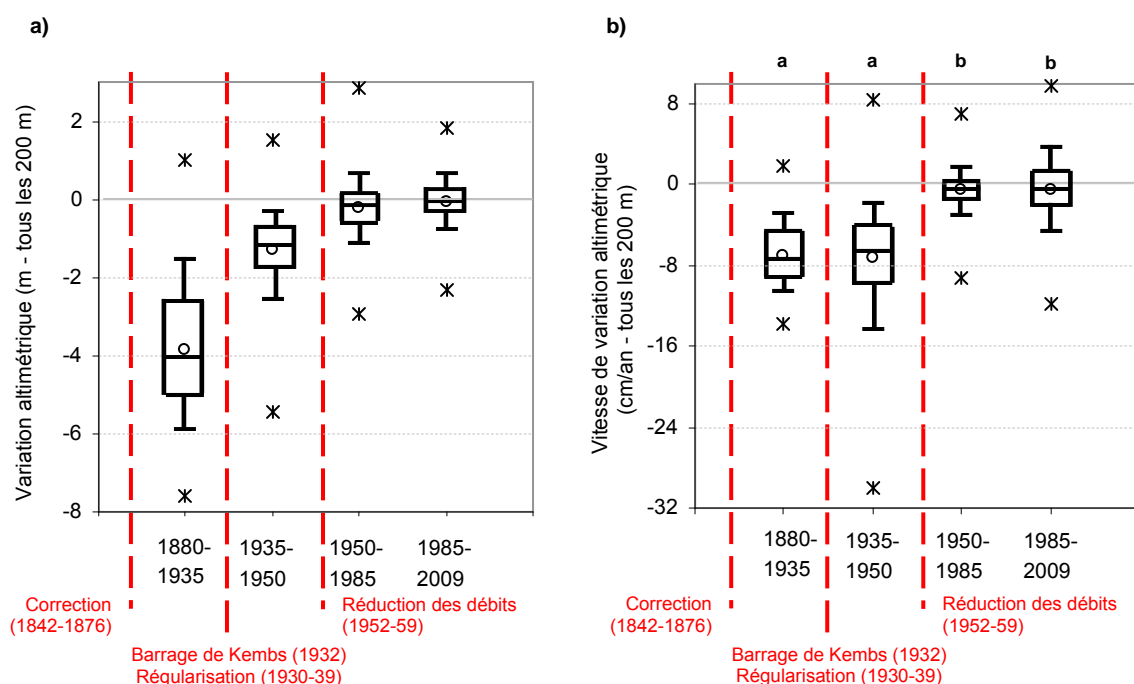 a)
Variation altimétrique (m - tous les 200 m)
2
0
-2
-4
-6
-8
1880-
1935
1935-
1950
1950-
1985
1985-
2009
Correction
(1842-1876)
Réduction des débits
(1952-59)
Barrage de Kembs (1932)
Régularisation (1930-39)
b)
a
a
b
b
Vitesse de variation altimétrique
(cm/an - tous les 200 m)
8
0
-8
-16
-24
-32
1880-
1935
1935-
1950
1950-
1985
1985-
2009
Correction
(1842-1876)
Réduction des débits
(1952-59)
Barrage de Kembs (1932)
Régularisation (1930-39)